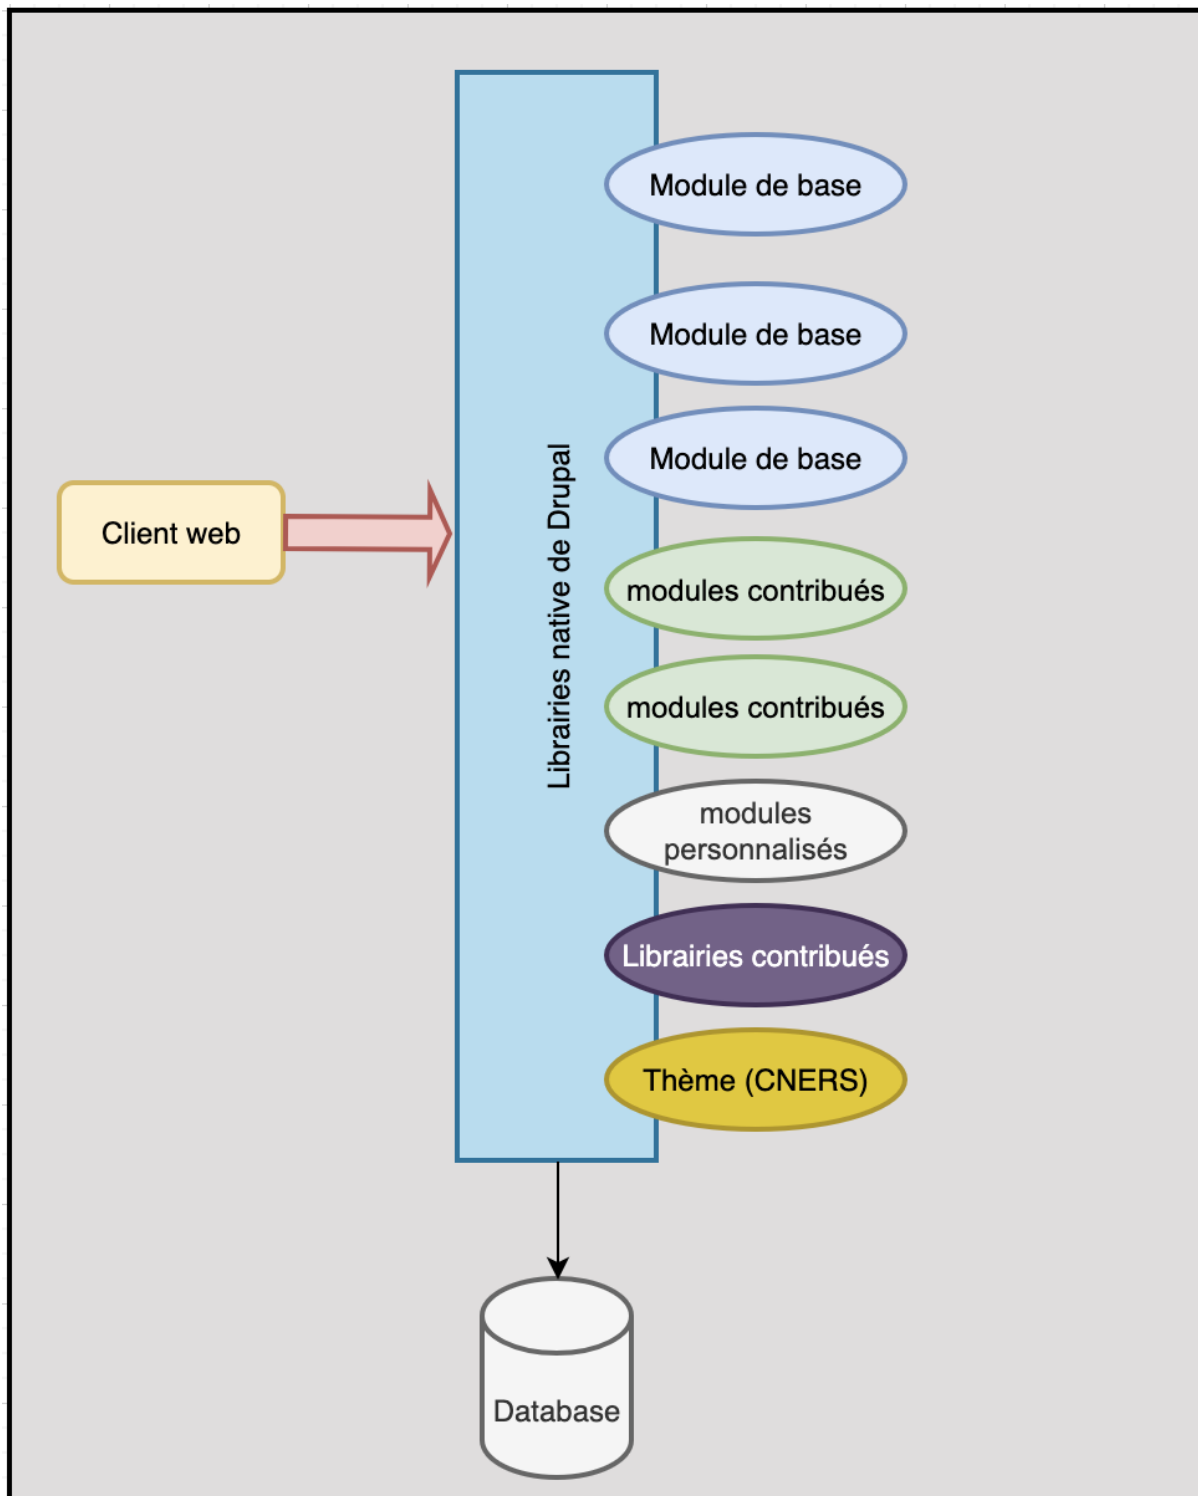 Module de base
Module de base
Module de base
Client web
Librairies native de Drupal
modules contribués
modules contribués
modules
personnalisés
Librairies contribués
Thème (CNERS)
Database